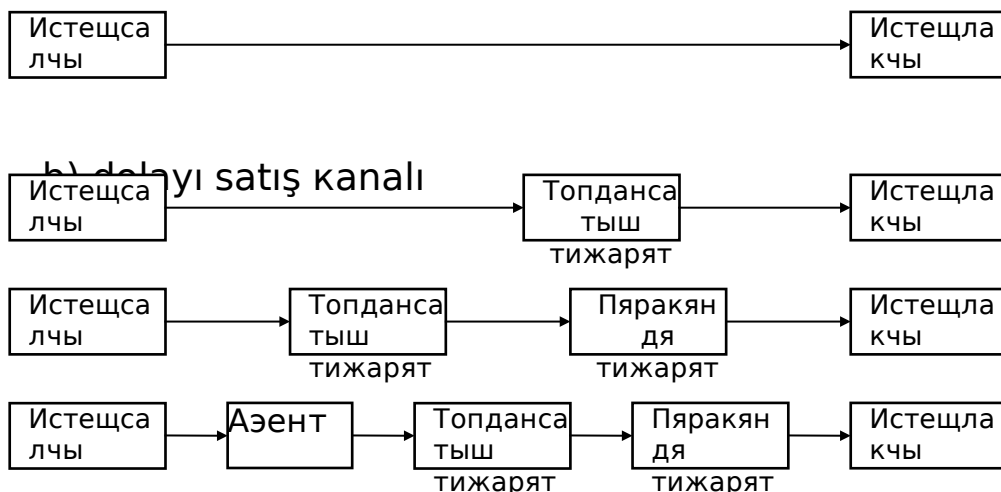 Истещса
лчы
Истещла
кчы
b) dolayı satış кanalı
Истещса
лчы
Топданса
тыш
тижарят
Истещла
кчы
Истещса
лчы
Топданса
тыш
тижарят
Пяракян
дя
тижарят
Истещла
кчы
Истещса
лчы
Аэент
Топданса
тыш
тижарят
Пяракян
дя
тижарят
Истещла
кчы